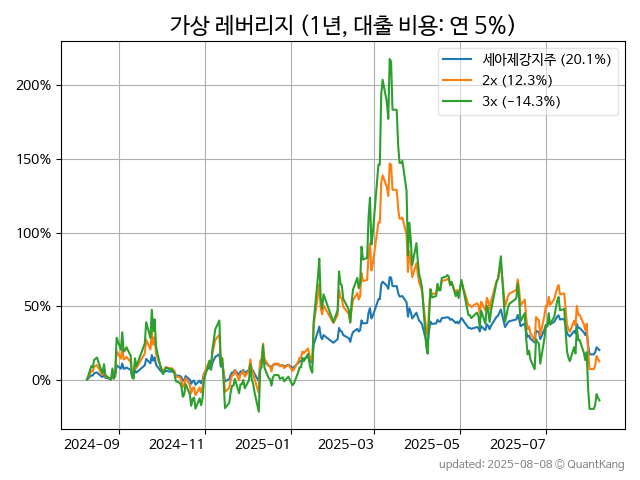 가상 레버리지 (1년, 대출 비용: 연 5%)
세아제강지주 (20.1%)
2x (12.3%)
3x (−14.3%)
200%
150%
100%
50%
0%
2024-09 2024-11 2025-01 2025-03 2025-05 2025-07
updated: 2025-08-08 © QuantKang